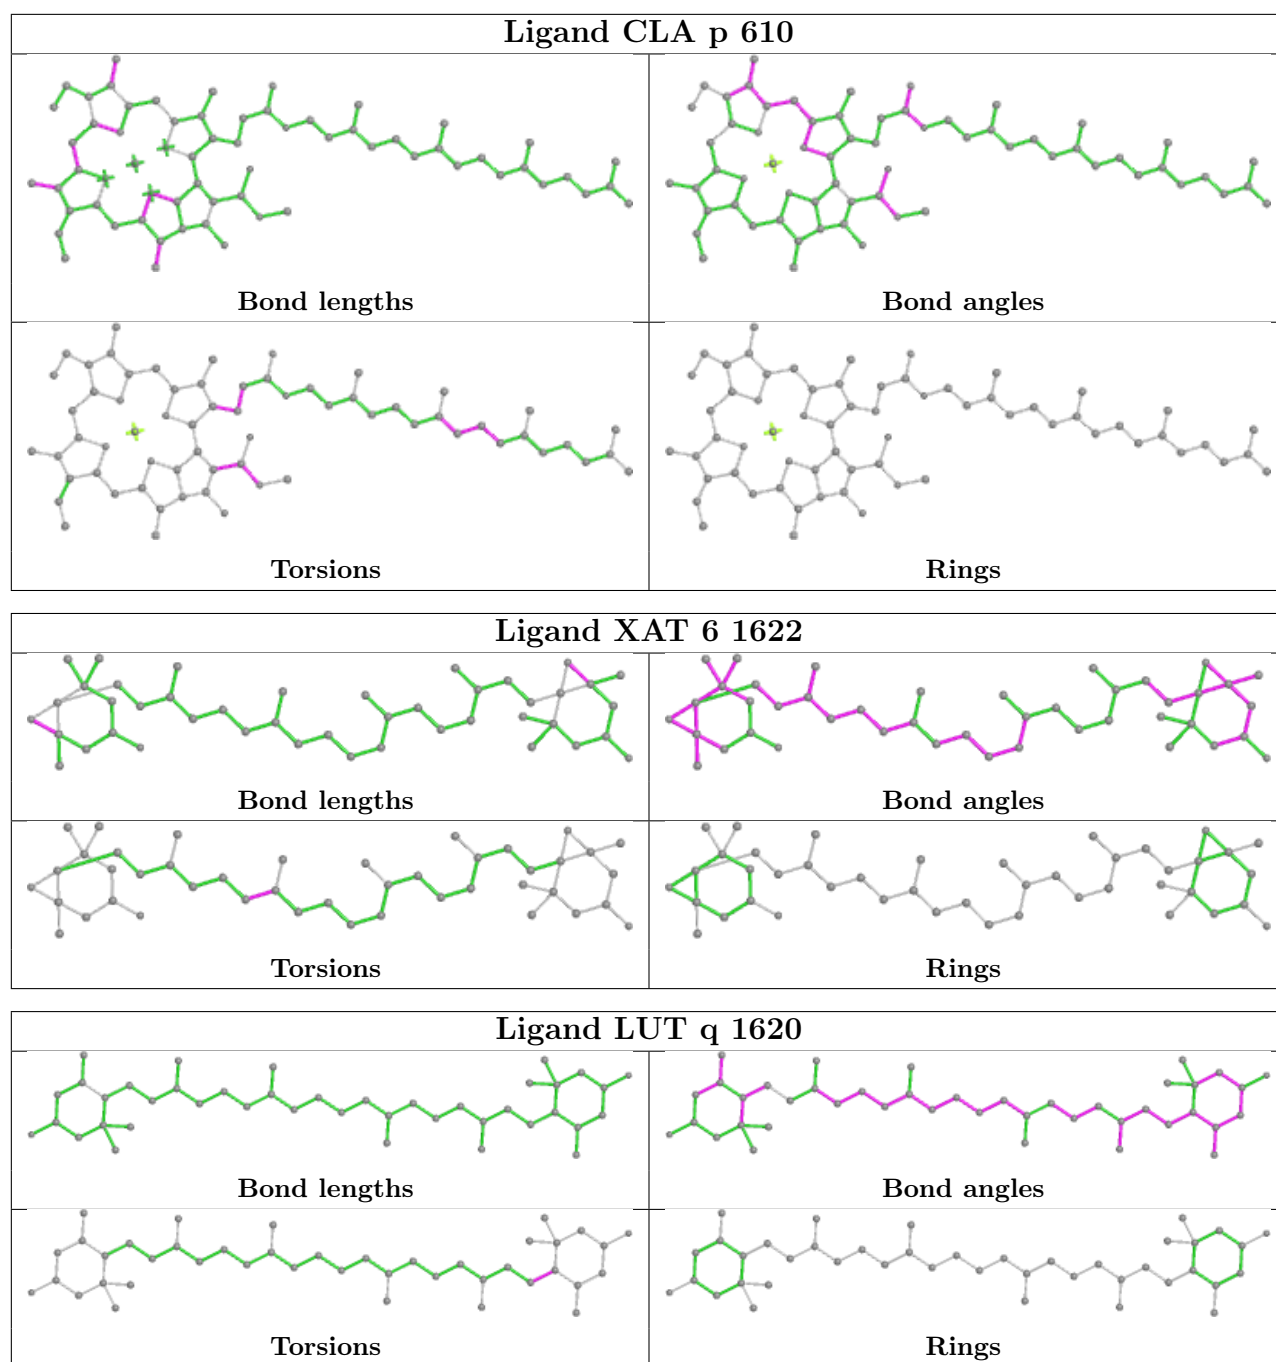 Ligand CLA p 610
Bond lengths
Bond angles
Torsions
Rings
Ligand XAT 6 1622
Bond lengths
Bond angles
Torsions
Rings
Ligand LUT q 1620
Bond lengths
Bond angles
Torsions
Rings